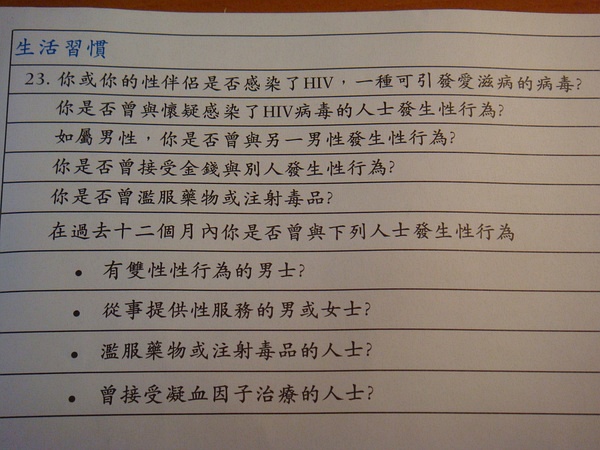 生活習慣
23. 你或你的性伴侶是否感染了HIV，一種可引發愛滋病的病毒?
你是否曾與懷疑感染了HIV病毒的人士發生性行為?
如屬男性，你是否曾與另一男性發生性行為?
你是否曾接受金錢與別人發生性行為?
你是否曾濫服藥物或注射毒品?
在過去十二個月內你是否曾與下列人士發生性行為
• 有雙性性行為的男士?
• 從事提供性服務的男或女士?
• 濫服藥物或注射毒品的人士?
• 曾接受凝血因子治療的人士?